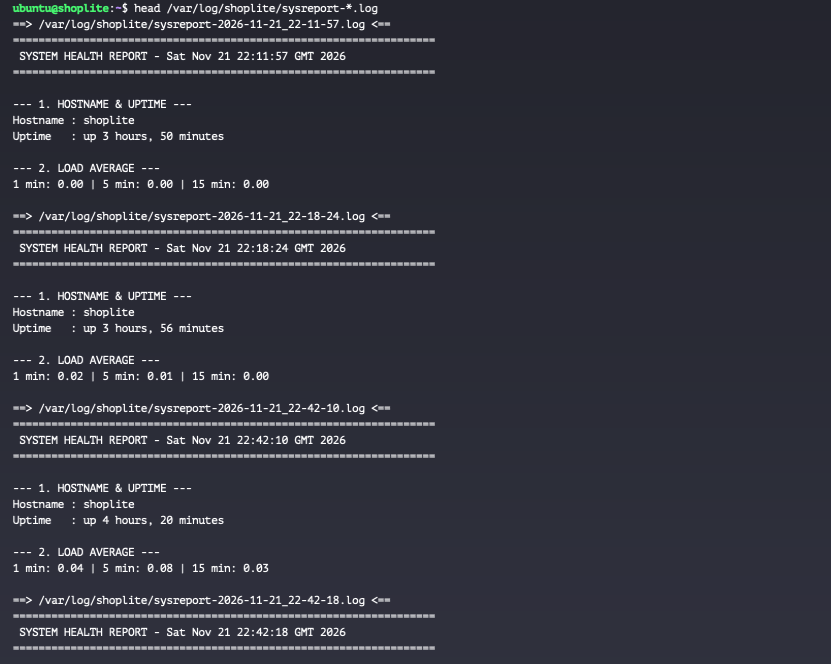 ubuntu@shoplite:~$ head /var/log/shoplite/sysreport-*.log
==> /var/log/shoplite/sysreport-2026-11-21_22-11-57.log <==
==================================================================
 SYSTEM HEALTH REPORT - Sat Nov 21 22:11:57 GMT 2026
==================================================================

--- 1. HOSTNAME & UPTIME ---
Hostname : shoplite
Uptime   : up 3 hours, 50 minutes

--- 2. LOAD AVERAGE ---
1 min: 0.00 | 5 min: 0.00 | 15 min: 0.00

==> /var/log/shoplite/sysreport-2026-11-21_22-18-24.log <==
==================================================================
 SYSTEM HEALTH REPORT - Sat Nov 21 22:18:24 GMT 2026
==================================================================

--- 1. HOSTNAME & UPTIME ---
Hostname : shoplite
Uptime   : up 3 hours, 56 minutes

--- 2. LOAD AVERAGE ---
1 min: 0.02 | 5 min: 0.01 | 15 min: 0.00

==> /var/log/shoplite/sysreport-2026-11-21_22-42-10.log <==
==================================================================
 SYSTEM HEALTH REPORT - Sat Nov 21 22:42:10 GMT 2026
==================================================================

--- 1. HOSTNAME & UPTIME ---
Hostname : shoplite
Uptime   : up 4 hours, 20 minutes

--- 2. LOAD AVERAGE ---
1 min: 0.04 | 5 min: 0.08 | 15 min: 0.03

==> /var/log/shoplite/sysreport-2026-11-21_22-42-18.log <==
==================================================================
 SYSTEM HEALTH REPORT - Sat Nov 21 22:42:18 GMT 2026
==================================================================